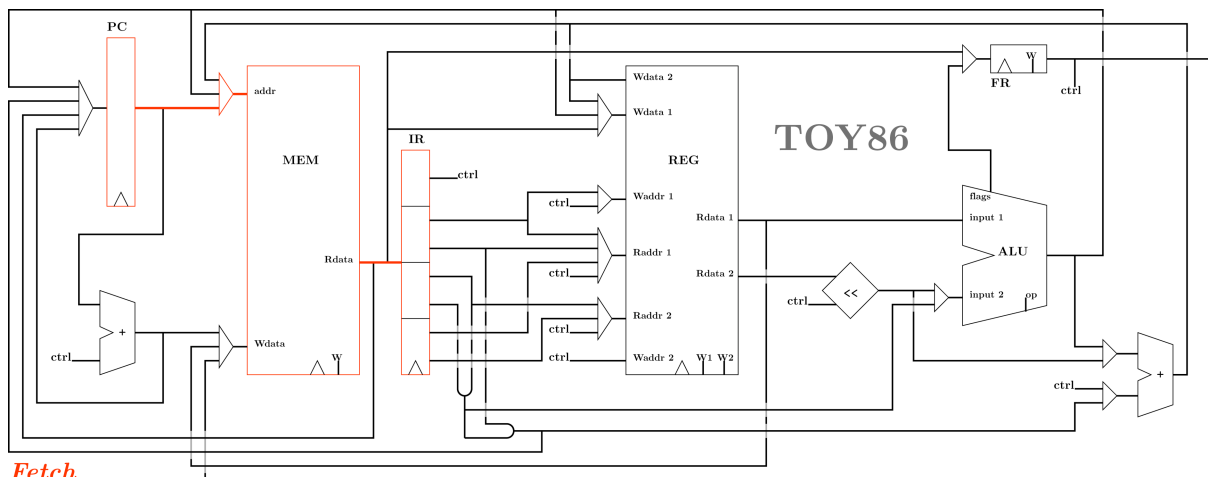 PC
Wdata 2
W
FR
ctrl
addr
Wdata 1
TOY86
IR
MEM
REG
ctrl
flags
Waddr 1
ctrl
Rdata 1
input 1
Raddr 1
ALU
Rdata
ctrl
Rdata 2
<<
input 2
op
ctrl
Raddr 2
ctrl
+
Wdata
ctrl
W
ctrl
Waddr 2
W1 W2
+
ctrl
Fetch